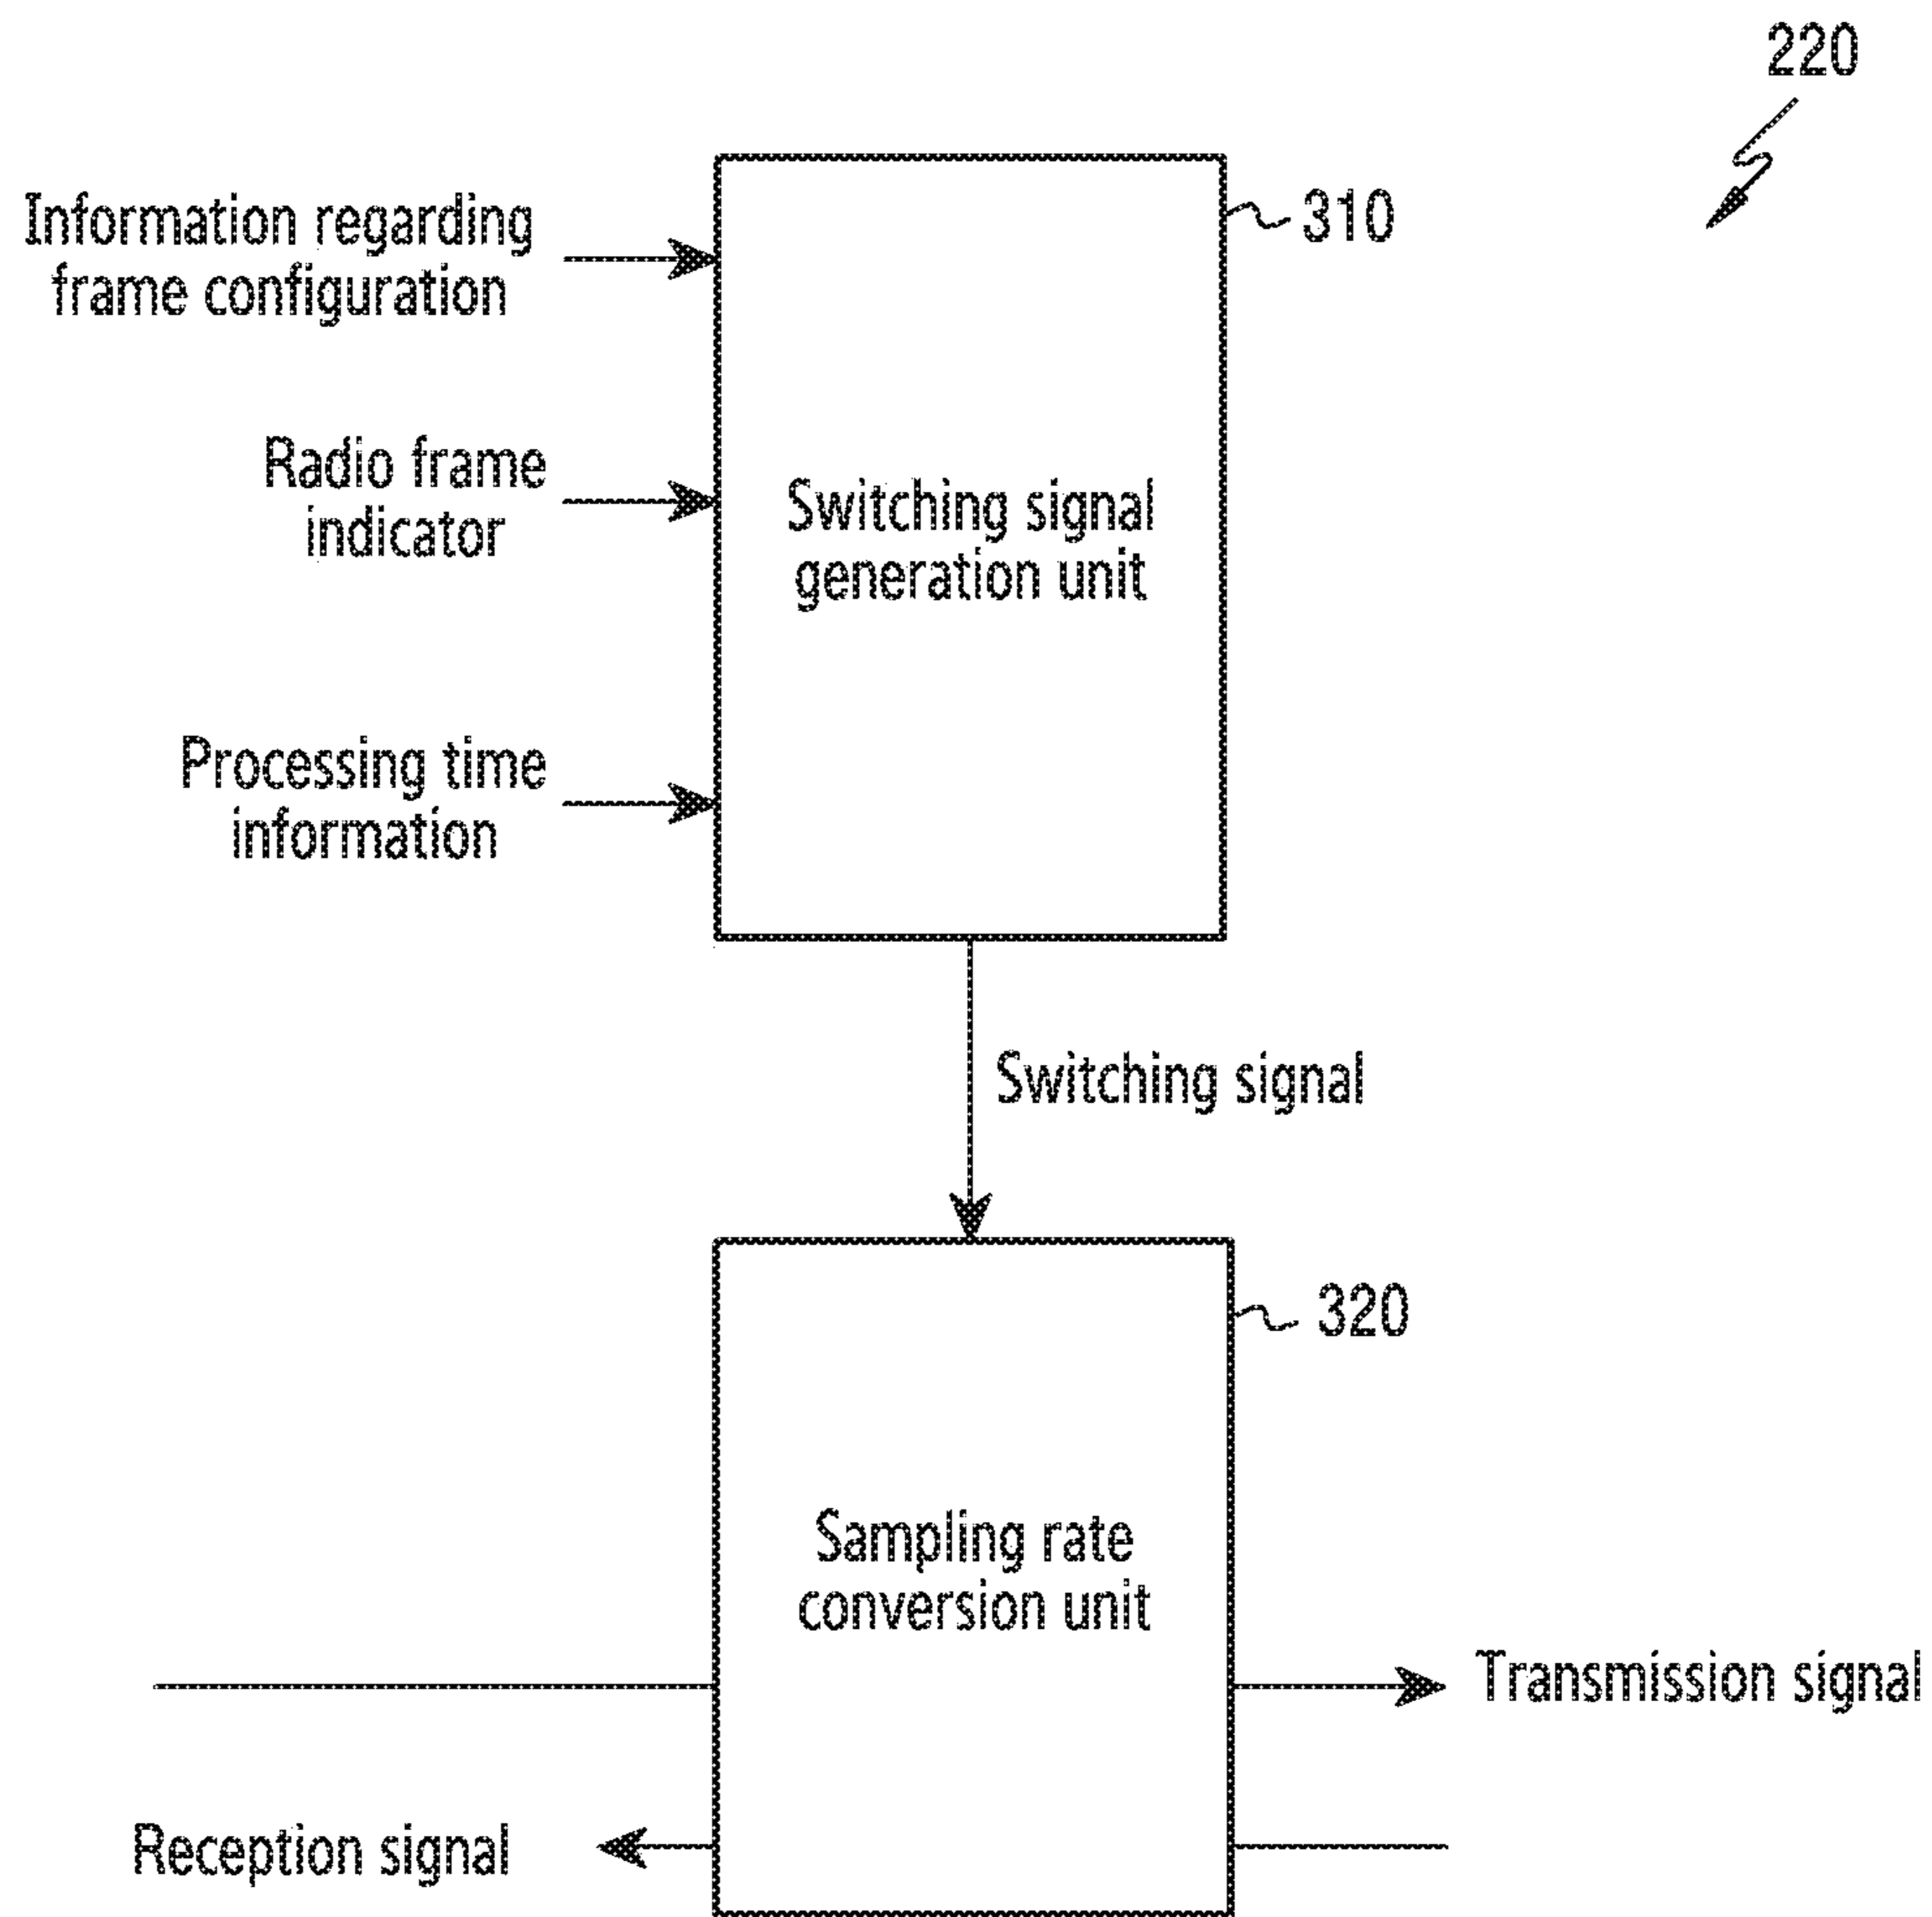 220
310
Information regarding
frame configuration
Radio frame
indicator
Switching signal
generation unit
Processing time
information
Switching signal
320
Sampling rate
conversion unit
Transmission signal
Reception signal